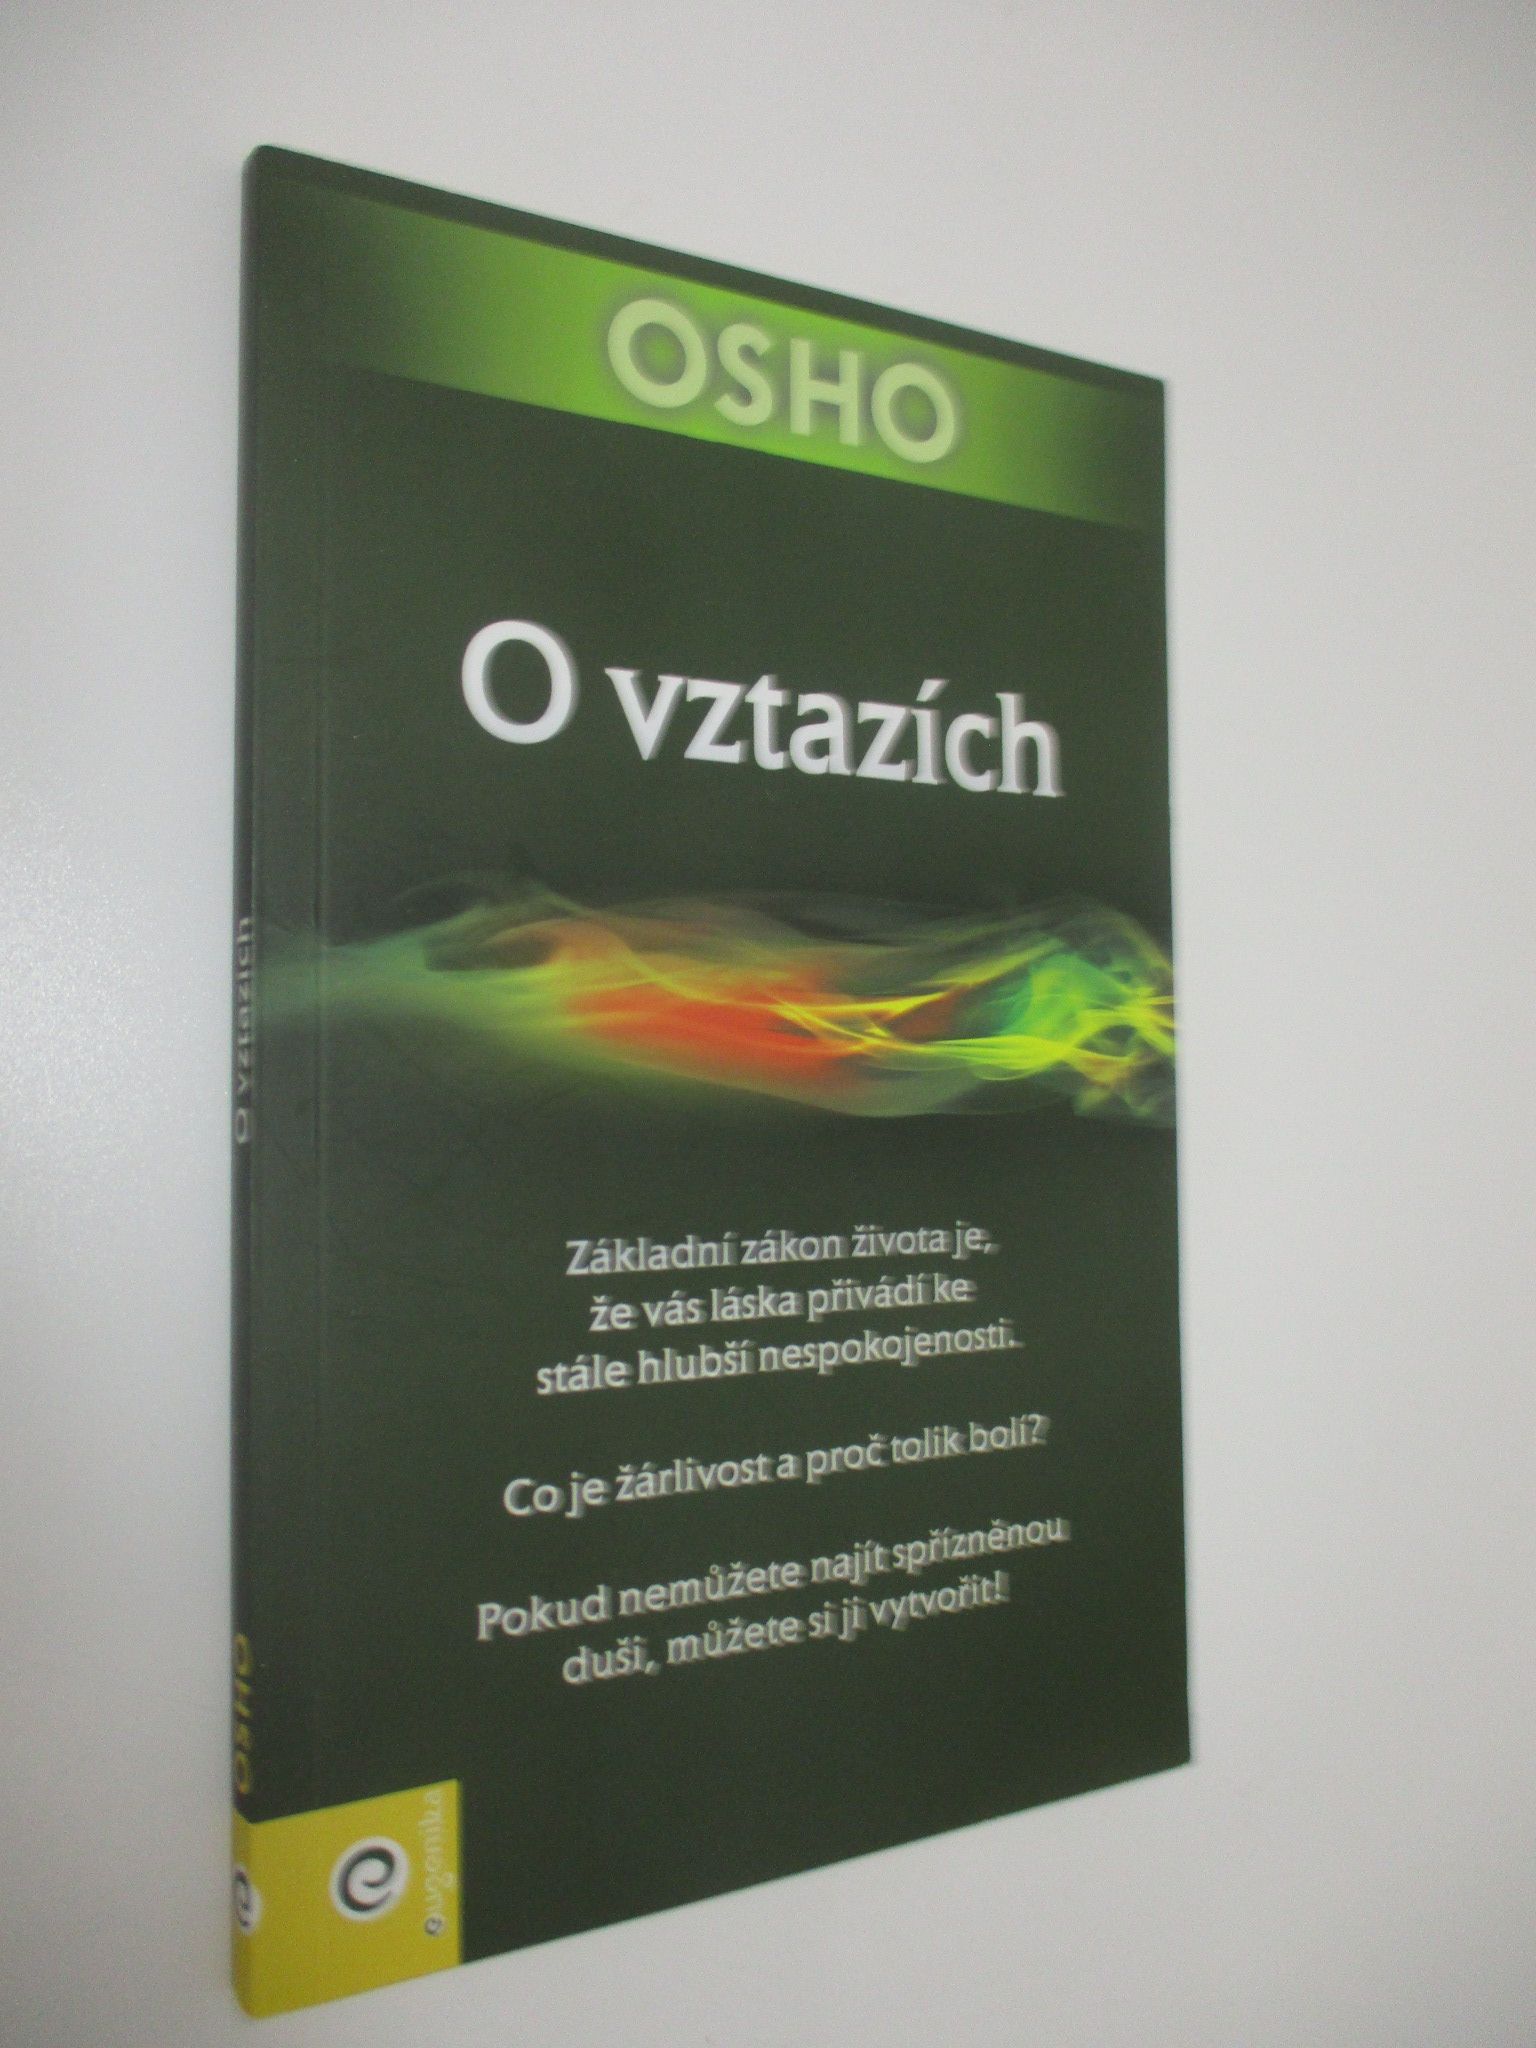 OSHO
O vztazích
Základní zákon života je,
že vás láska přivádí ke
stále hlubší nespokojenosti.
Co je žárlivost a proč tolik bolí?
Pokud nemůžete najít spřízněnou
duši, můžete si ji vytvořit!
eugenika
O vztazích
OSHO